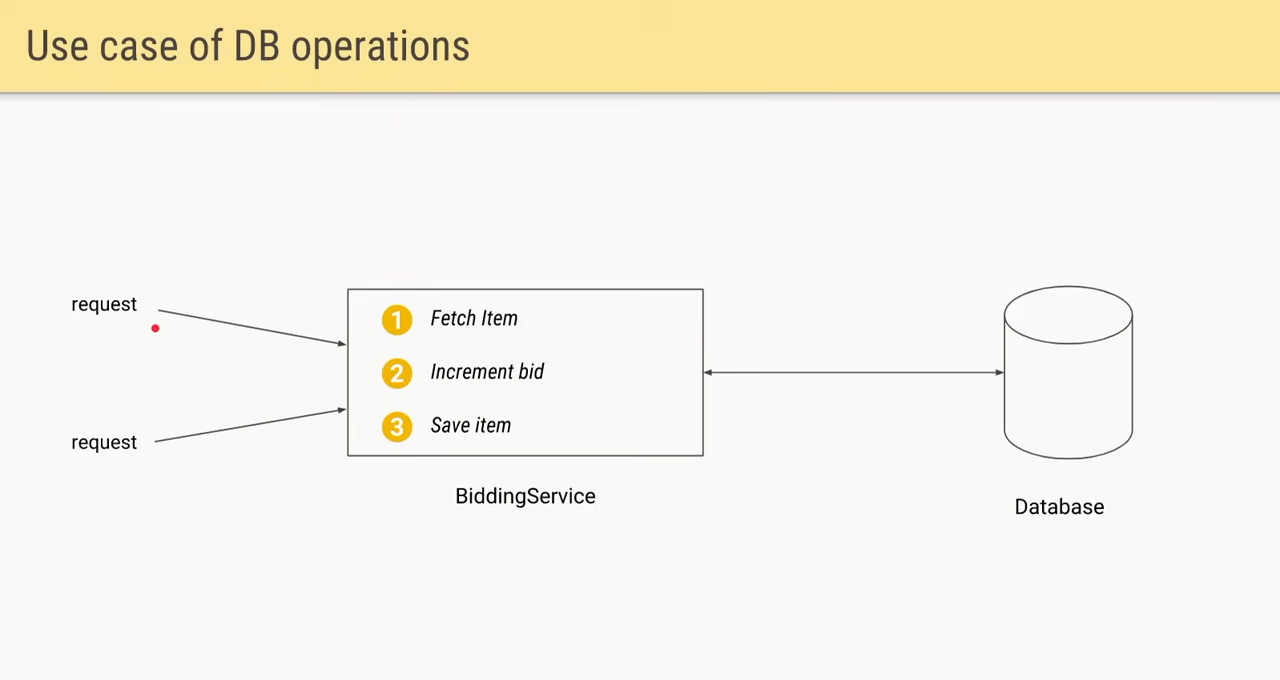 Use case of DB operations
request
request
1 Fetch Item
2 Increment bid
3 Save item
BiddingService
Database